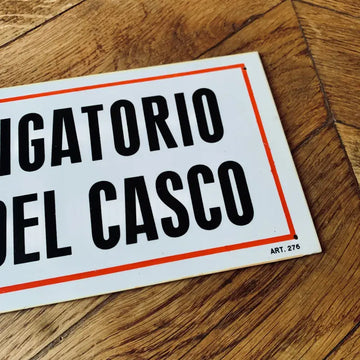 IGATORIO
DEL CASCO
ART. 276